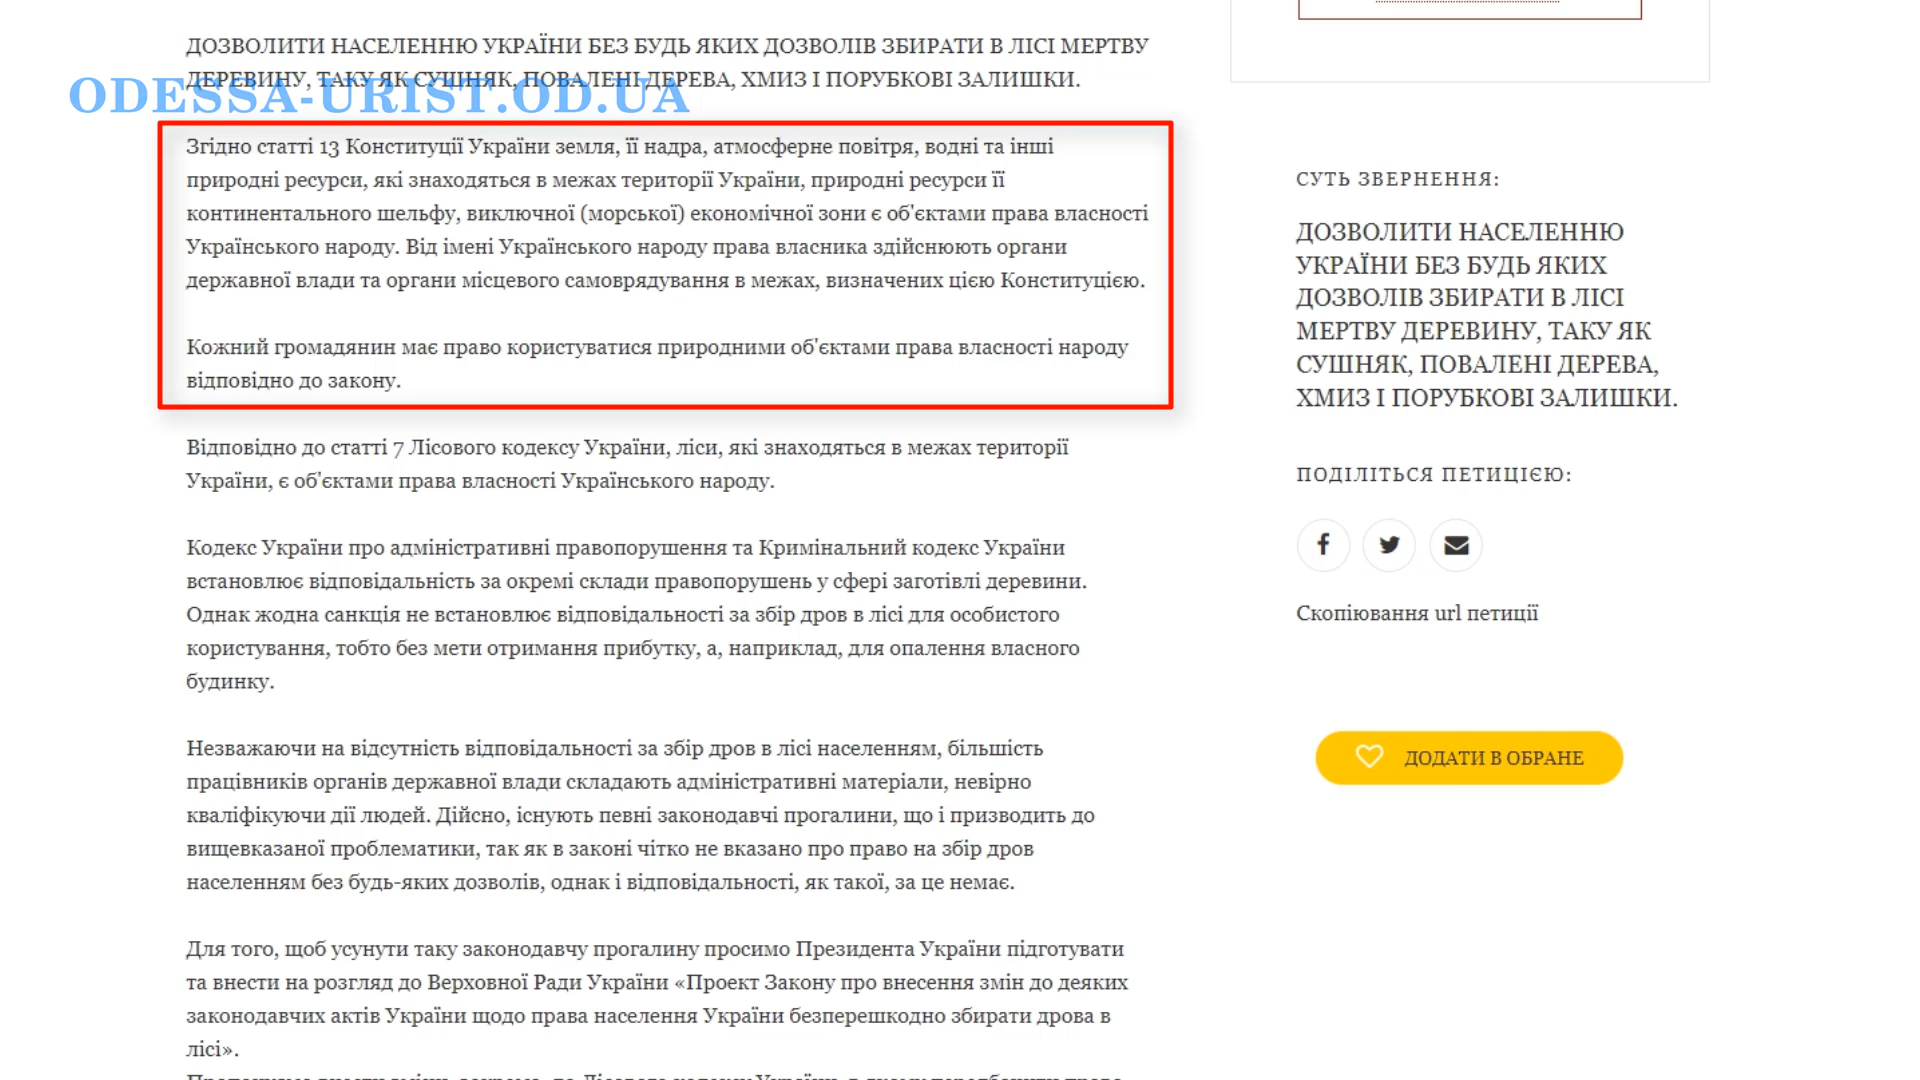 ДОЗВОЛИТИ НАСЕЛЕННЮ УКРАЇНИ БЕЗ БУДЬ ЯКИХ ДОЗВОЛІВ ЗБИРАТИ В ЛІСІ МЕРТВУ
ДЕРЕВИНУ, ТАКУ ЯК СУШНЯК, ПОВАЛЕНІ ДЕРЕВА, ХМИЗ І ПОРУБКОВІ ЗАЛИШКИ.
ODESSA-URIST.OD.UA
Згідно статті 13 Конституції України земля, її надра, атмосферне повітря, водні та інші
природні ресурси, які знаходяться в межах території України, природні ресурси її
континентального шельфу, виключної (морської) економічної зони є об'єктами права власності
Українського народу. Від імені Українського народу права власника здійснюють органи
державної влади та органи місцевого самоврядування в межах, визначених цією Конституцією.
Кожний громадянин має право користуватися природними об'єктами права власності народу
відповідно до закону.
Відповідно до статті 7 Лісового кодексу України, ліси, які знаходяться в межах території
України, є об'єктами права власності Українського народу.
Кодекс України про адміністративні правопорушення та Кримінальний кодекс України
встановлює відповідальність за окремі склади правопорушень у сфері заготівлі деревини.
Однак жодна санкція не встановлює відповідальності за збір дров в лісі для особистого
користування, тобто без мети отримання прибутку, а, наприклад, для опалення власного
будинку.
Незважаючи на відсутність відповідальності за збір дров в лісі населенням, більшість
працівників органів державної влади складають адміністративні матеріали, невірно
кваліфікуючи дії людей. Дійсно, існують певні законодавчі прогалини, що і призводить до
вищевказаної проблематики, так як в законі чітко не вказано про право на збір дров
населенням без будь-яких дозволів, однак і відповідальності, як такої, за це немає.
Для того, щоб усунути таку законодавчу прогалину просимо Президента України підготувати
та внести на розгляд до Верховної Ради України «Проект Закону про внесення змін до деяких
законодавчих актів України щодо права населення України безперешкодно збирати дрова в
лісі».
СУТЬ ЗВЕРНЕННЯ:
ДОЗВОЛИТИ НАСЕЛЕННЮ
УКРАЇНИ БЕЗ БУДЬ ЯКИХ
ДОЗВОЛІВ ЗБИРАТИ В ЛІСІ
МЕРТВУ ДЕРЕВИНУ, ТАКУ ЯК
СУШНЯК, ПОВАЛЕНІ ДЕРЕВА,
ХМИЗ І ПОРУБКОВІ ЗАЛИШКИ.
ПОДІЛІТЬСЯ ПЕТИЦІЄЮ:
Скопіювання url петиції
ДОДАТИ В ОБРАНЕ